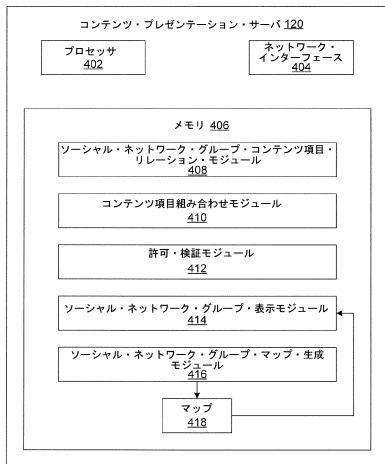 コンテンツ・プレゼンテーション・サーバ 120
プロセッサ
402
ネットワーク・
インターフェース
404
メモリ 406
ソーシャル・ネットワーク・グループ・コンテンツ項目・
リレーション・モジュール
408
コンテンツ項目組み合わせモジュール
410
許可・検証モジュール
412
ソーシャル・ネットワーク・グループ・表示モジュール
414
ソーシャル・ネットワーク・グループ・マップ・生成
モジュール
416
マップ
418